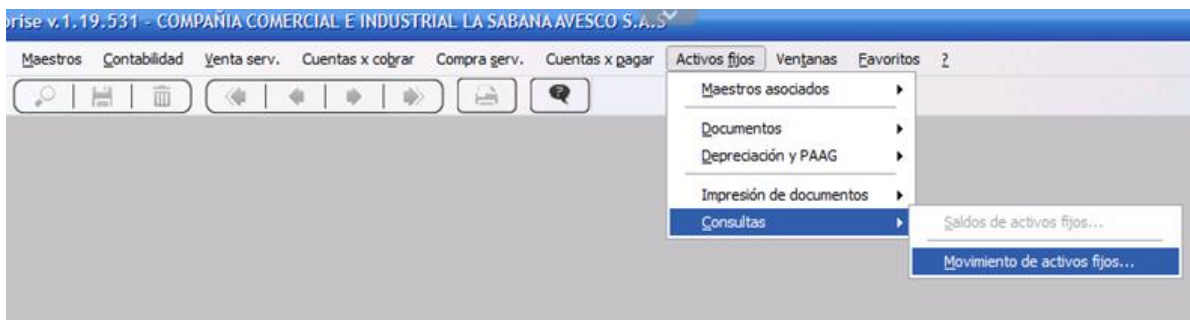 rise v.1.19.531 - COMPAÑIA COMERCIAL E INDUSTRIAL LA SABANA AVESCO S.A.S
Maestros Contabilidad Venta serv. Cuentas x cobrar Compra serv. Cuentas x pagar Activos fijos Ventanas Favoritos ?
Maestros asociados
Documentos
Depreciación y PAAG
Impresión de documentos
Consultas
Saldos de activos fijos...
Movimiento de activos fijos...